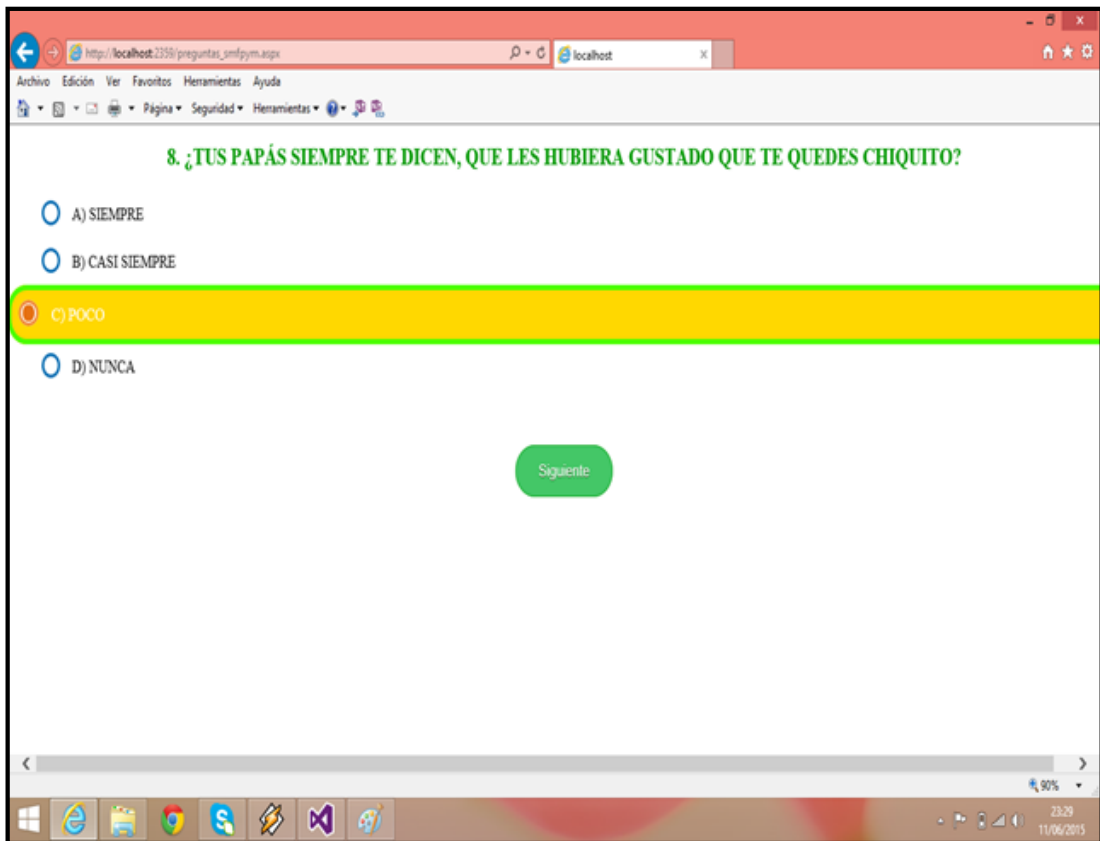 http://localhost:2359/preguntas_smfpym.aspx
localhost
Archivo Edición Ver Favoritos Herramientas Ayuda
Página Seguridad Herramientas
8. ¿TUS PAPÁS SIEMPRE TE DICEN, QUE LES HUBIERA GUSTADO QUE TE QUEDES CHIQUITO?
A) SIEMPRE
B) CASI SIEMPRE
C) POCO
D) NUNCA
Siguiente
90%
23:29
11/06/2015